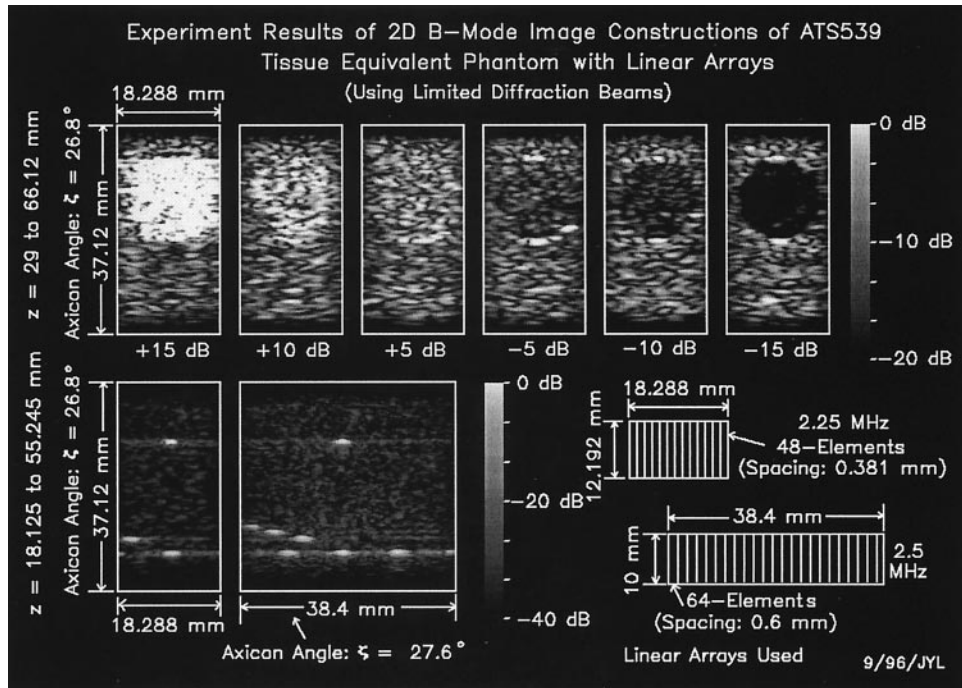 Experiment Results of 2D B-Mode Image Constructions of ATS539
Tissue Equivalent Phantom with Linear Arrays
(Using Limited Diffraction Beams)
18.288 mm
z = 29 to 66.12 mm
Axican Angle: ζ = 26.8°
37.12 mm
0 dB
-10 dB
-20 dB
+15 dB
+10 dB
+5 dB
-5 dB
-10 dB
-15 dB
z = 18.125 to 55.245 mm
Axican Angle: ζ = 26.8°
37.12 mm
0 dB
-20 dB
-40 dB
18.288 mm
38.4 mm
Axican Angle: ζ = 27.6°
18.288 mm
12.192 mm
2.25 MHz
48-Elements
(Spacing: 0.381 mm)
38.4 mm
10 mm
2.5
MHz
64-Elements
(Spacing: 0.6 mm)
Linear Arrays Used
9/96/JYL